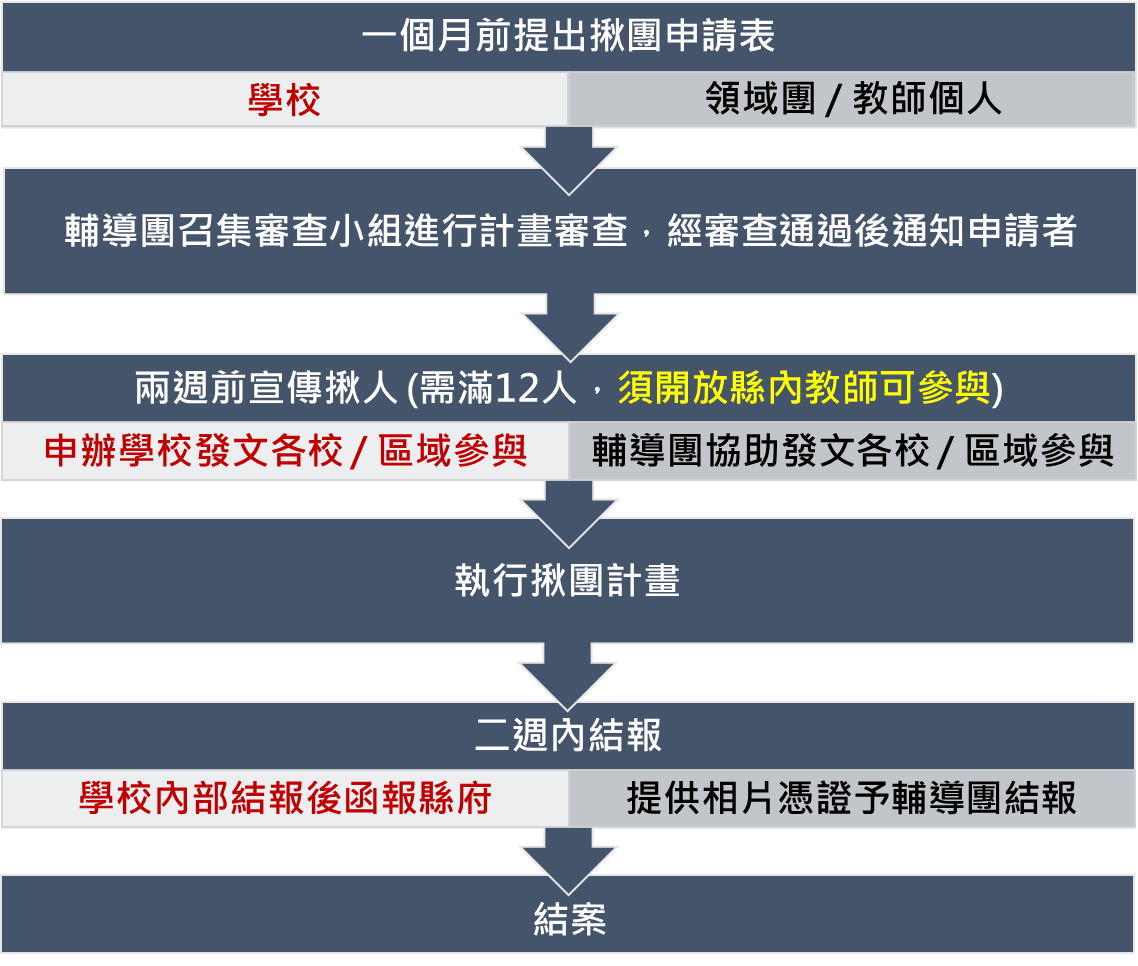 一個月前提出揪團申請表
學校
領域團 / 教師個人
輔導團召集審查小組進行計畫審查，經審查通過後通知申請者
兩週前宣傳揪人 (需滿12人，須開放縣內教師可參與)
申辦學校發文各校 / 區域參與
輔導團協助發文各校 / 區域參與
執行揪團計畫
二週內結報
學校內部結報後函報縣府
提供相片憑證予輔導團結報
結案